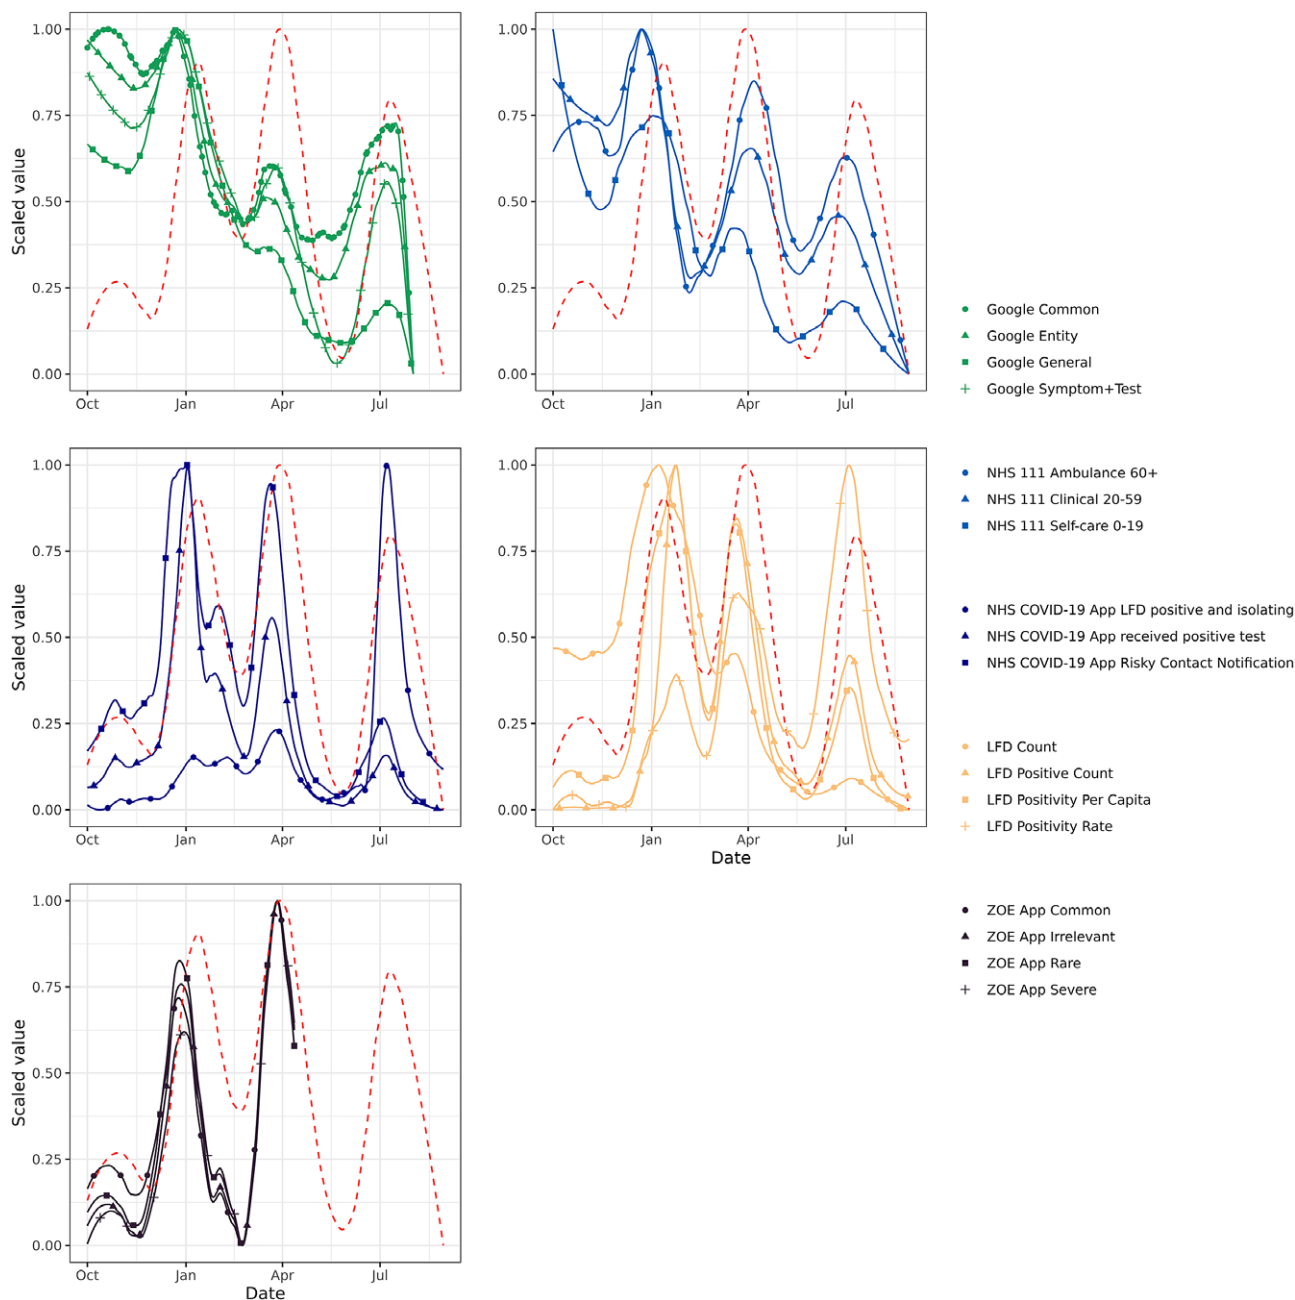 1.00
0.75
0.50
0.25
0.00
Scaled value
Oct Jan Apr Jul
1.00
0.75
0.50
0.25
0.00
Oct Jan Apr Jul
Google Common
Google Entity
Google General
Google Symptom+Test
1.00
0.75
0.50
0.25
0.00
Scaled value
Oct Jan Apr Jul
1.00
0.75
0.50
0.25
0.00
Oct Jan Apr Jul
Date
NHS 111 Ambulance 60+
NHS 111 Clinical 20-59
NHS 111 Self-care 0-19
NHS COVID-19 App LFD positive and isolating
NHS COVID-19 App received positive test
NHS COVID-19 App Risky Contact Notification
LFD Count
LFD Positive Count
LFD Positivity Per Capita
LFD Positivity Rate
1.00
0.75
0.50
0.25
0.00
Scaled value
Oct Jan Apr Jul
Date
ZOE App Common
ZOE App Irrelevant
ZOE App Rare
ZOE App Severe